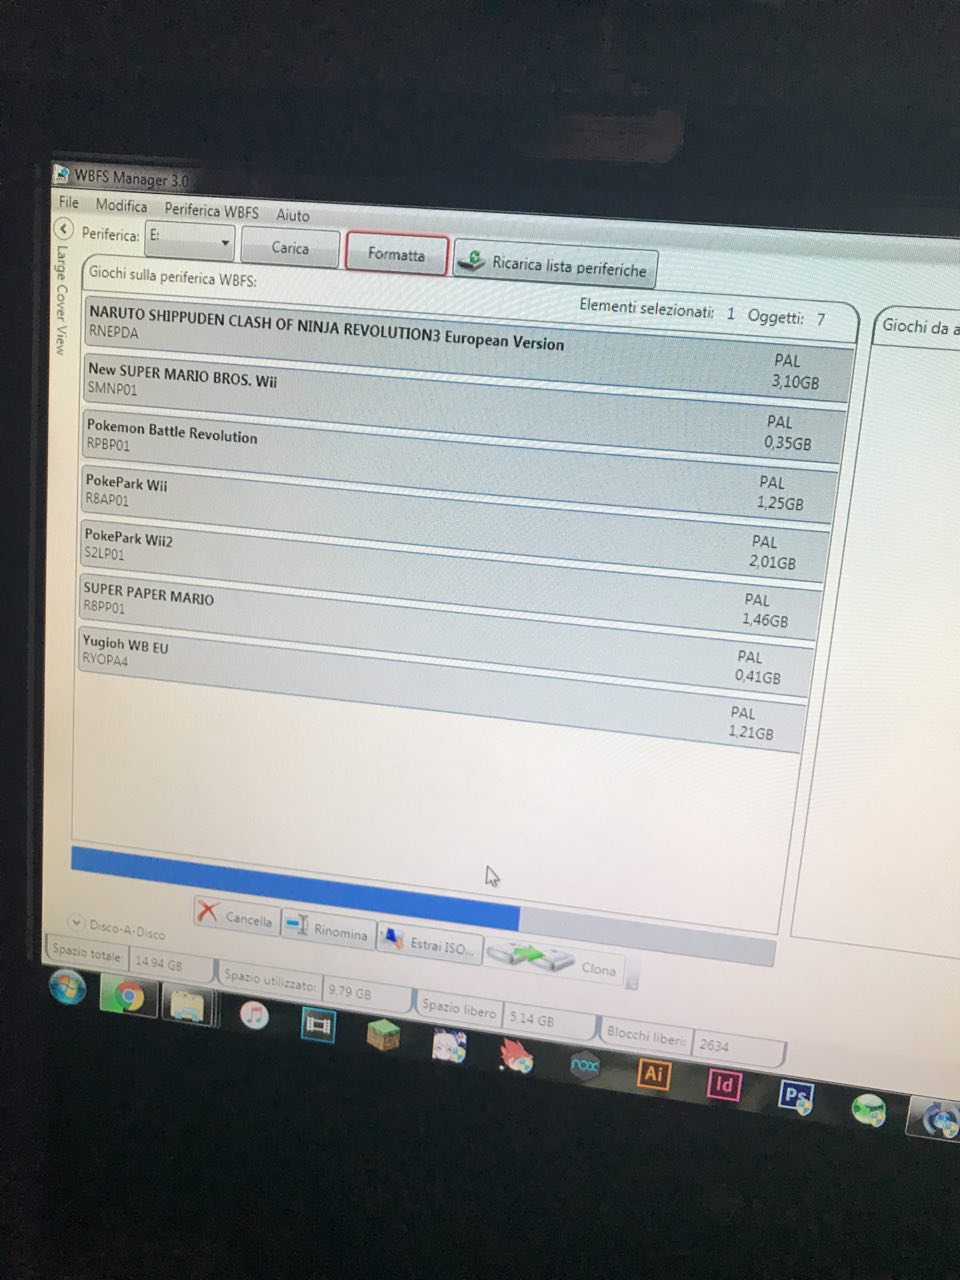 WBFS Manager 3.0
File Modifica Periferica WBFS Aiuto
Periferica: E: Carica Formatta Ricarica lista periferiche
Large Cover View
Giochi sulla periferica WBFS:
Elementi selezionati: 1 Oggetti: 7
Giochi da a
NARUTO SHIPPUDEN CLASH OF NINJA REVOLUTION3 European Version
RNEPDA
PAL
3,10GB
New SUPER MARIO BROS. Wii
SMNP01
PAL
0,35GB
Pokemon Battle Revolution
RPBP01
PAL
1,25GB
PokePark Wii
R8AP01
PAL
2,01GB
PokePark Wii2
S2LP01
PAL
1,46GB
SUPER PAPER MARIO
R8PP01
PAL
0,41GB
Yugioh WB EU
RYOPA4
PAL
1,21GB
Disco-A-Disco
Cancella Rinomina Estrai ISO... Clona
Spazio totale: 14.94 GB Spazio utilizzato: 9.79 GB Spazio libero 5,14 GB Blocchi liberi: 2634
nox
Ai
Id
Ps